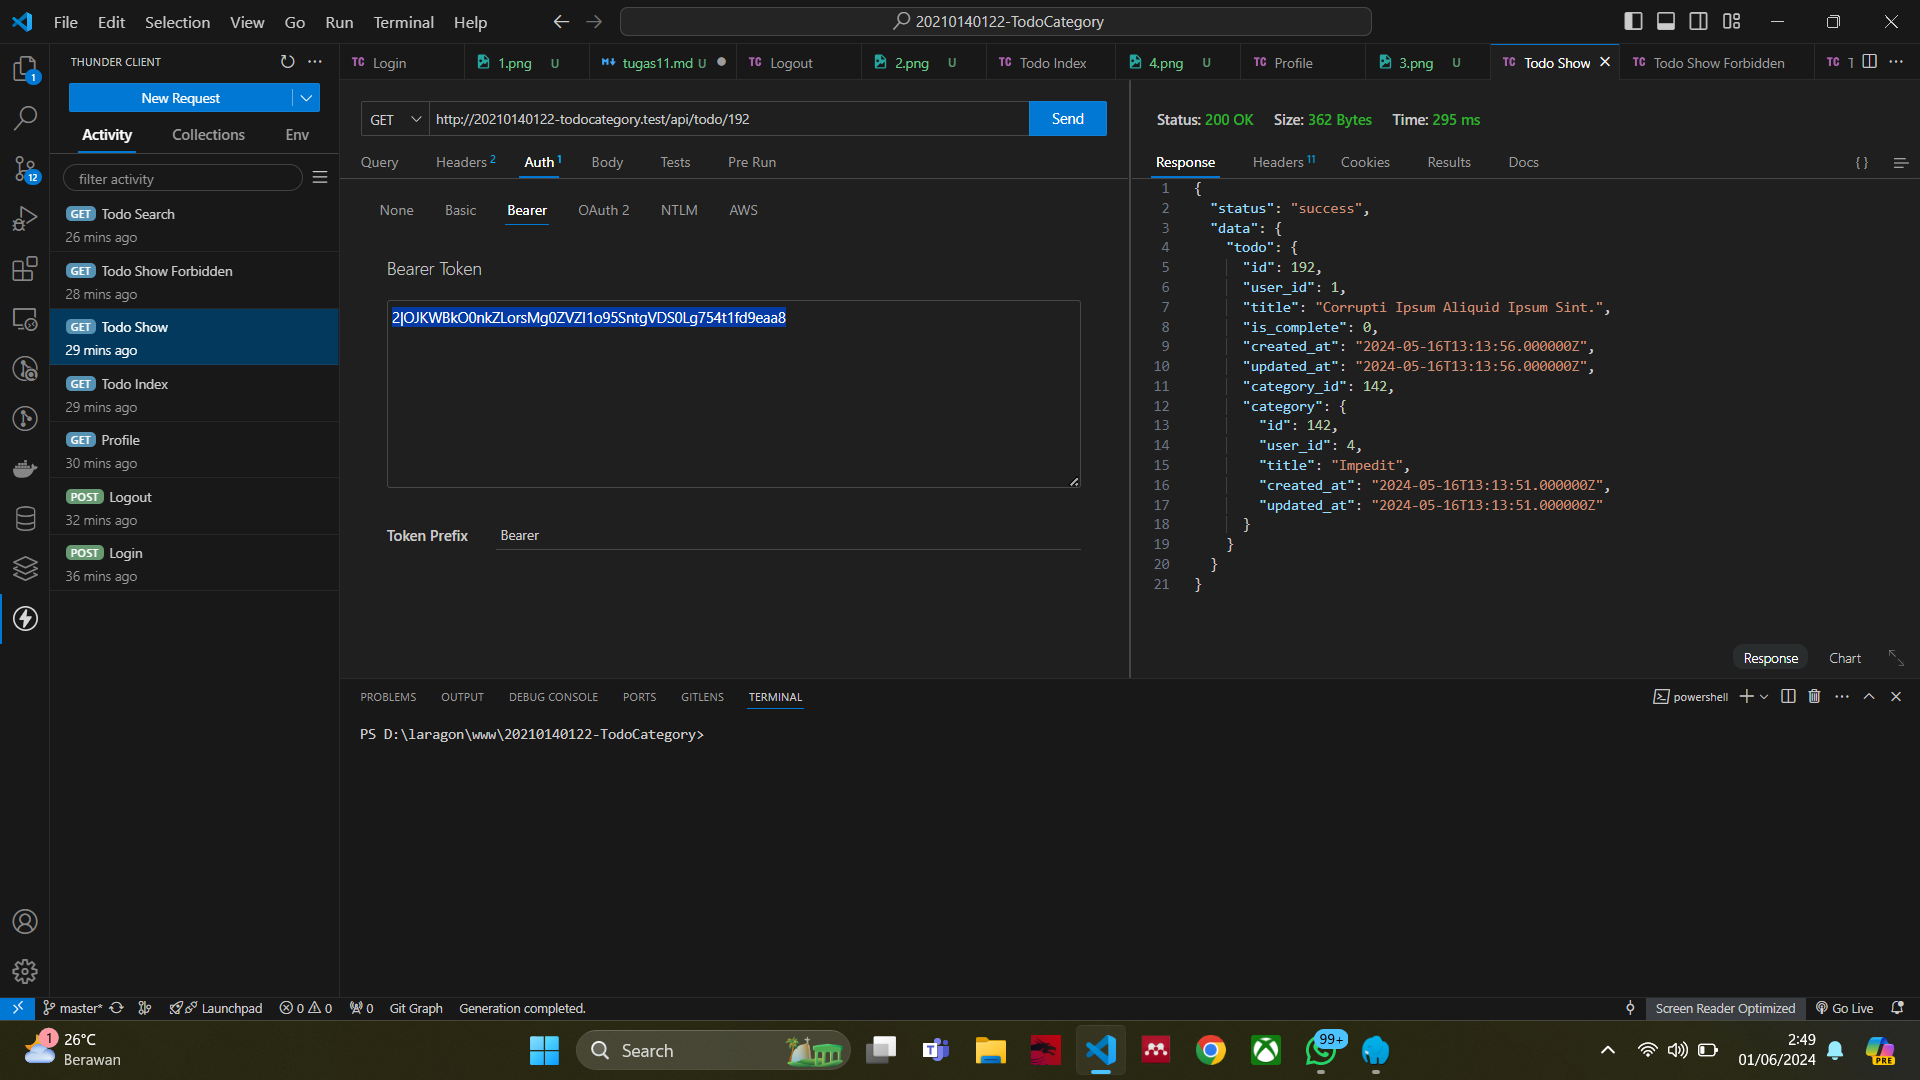 File Edit Selection View Go Run Terminal Help
20210140122-TodoCategory
THUNDER CLIENT
New Request
Activity Collections Env
filter activity
GET Todo Search
26 mins ago
GET Todo Show Forbidden
28 mins ago
GET Todo Show
29 mins ago
GET Todo Index
29 mins ago
GET Profile
30 mins ago
POST Logout
32 mins ago
POST Login
36 mins ago
1
12
TC Login
1.png U
M↓ tugas11.md U
TC Logout
2.png U
TC Todo Index
4.png U
TC Profile
3.png U
TC Todo Show
TC Todo Show Forbidden
TC T
GET http://20210140122-todocategory.test/api/todo/192 Send
Query Headers 2 Auth 1 Body Tests Pre Run
None Basic Bearer OAuth 2 NTLM AWS
Bearer Token
2|OJKWBkO0nkZLorsMg0ZVZI1o95SntgVDS0Lg754t1fd9eaa8
Token Prefix Bearer
Status: 200 OK Size: 362 Bytes Time: 295 ms
Response Headers 11 Cookies Results Docs
{ }
1 {
2 "status": "success",
3 "data": {
4 "todo": {
5 "id": 192,
6 "user_id": 1,
7 "title": "Corrupti Ipsum Aliquid Ipsum Sint.",
8 "is_complete": 0,
9 "created_at": "2024-05-16T13:13:56.000000Z",
10 "updated_at": "2024-05-16T13:13:56.000000Z",
11 "category_id": 142,
12 "category": {
13 "id": 142,
14 "user_id": 4,
15 "title": "Impedit",
16 "created_at": "2024-05-16T13:13:51.000000Z",
17 "updated_at": "2024-05-16T13:13:51.000000Z"
18 }
19 }
20 }
21 }
Response Chart
PROBLEMS OUTPUT DEBUG CONSOLE PORTS GITLENS TERMINAL
powershell
PS D:\laragon\www\20210140122-TodoCategory>
master* Launchpad 0 0 0 Git Graph Generation completed.
Screen Reader Optimized Go Live
1
26°C
Berawan
Search
99+
2:49
01/06/2024
PRE